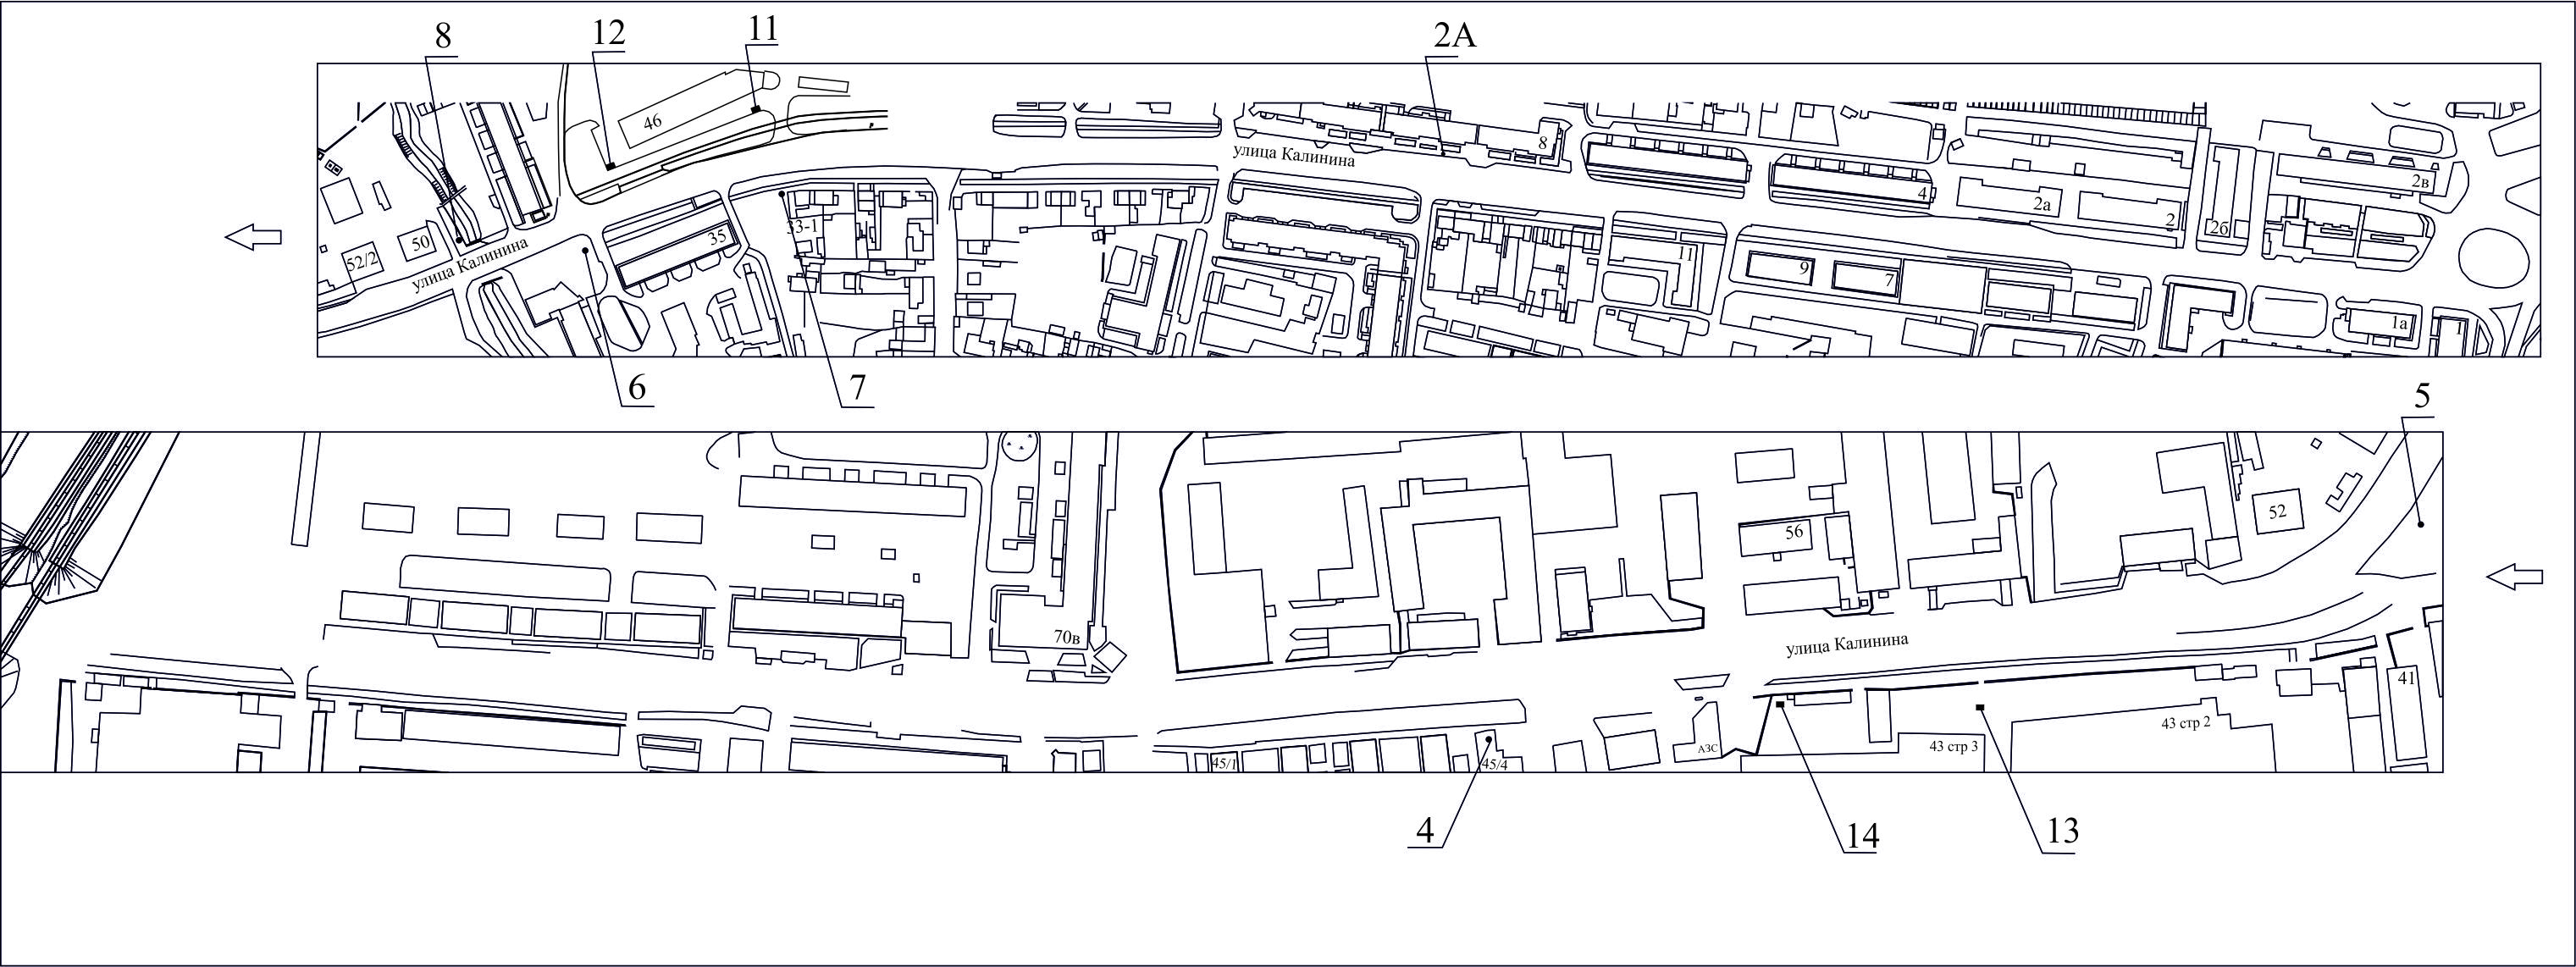 8
12
11
2А
46
8
улица Калинина
4
2а
2
2б
2в
50
52/2
улица Калинина
35
33-1
11
9
7
1а
1
6
7
5
52
56
70в
улица Калинина
41
43 стр 2
43 стр 3
АЗС
45/1
45/4
4
14
13